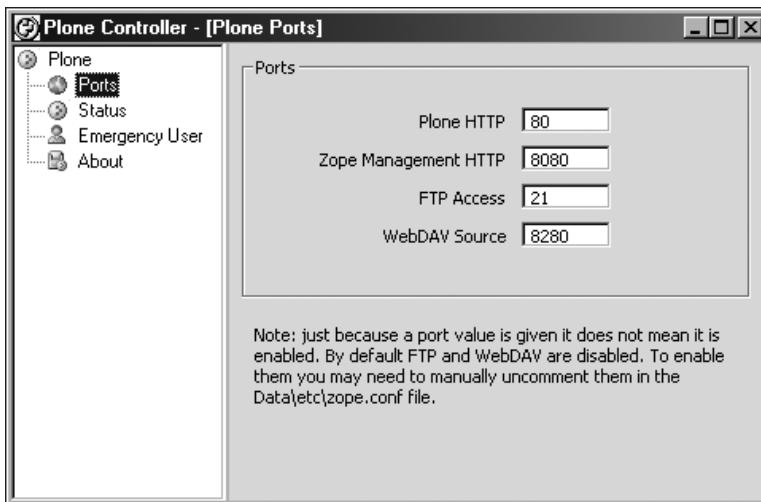 Plone Controller - [Plone Ports]
Plone
Ports
Status
Emergency User
About
Ports
Plone HTTP 80
Zope Management HTTP 8080
FTP Access 21
WebDAV Source 8280
Note: just because a port value is given it does not mean it is
enabled. By default FTP and WebDAV are disabled. To enable
them you may need to manually uncomment them in the
Data\etc\zope.conf file.